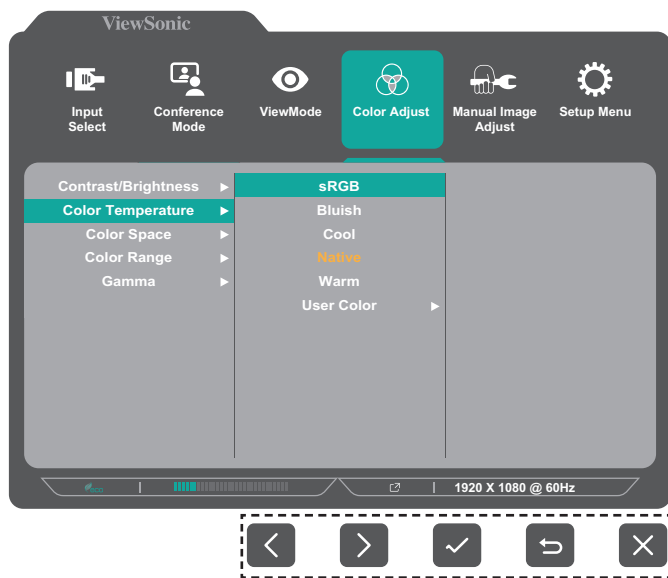 ViewSonic
Input
Select
Conference
Mode
ViewMode
Color Adjust
Manual Image
Adjust
Setup Menu
Contrast/Brightness
Color Temperature
Color Space
Color Range
Gamma
sRGB
Bluish
Cool
Native
Warm
User Color
ECO
1920 X 1080 @ 60Hz